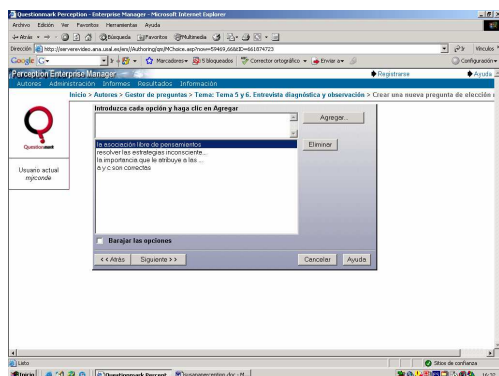 Questionmark Perception - Enterprise Manager - Microsoft Internet Explorer
Archivo Edición Ver Favoritos Herramientas Ayuda
Atrás Búsqueda Favoritos Multimedia
Dirección
Vínculos
Google Marcadores 5 bloqueados Corrector ortográfico Enviar a Configuración
Perception Enterprise Manager Registrarse Ayuda
Autores Administración Informes Resultados Información
Inicio > Autores > Gestor de preguntas > Tema: Tema 5 y 6. Entrevista diagnóstica y observación > Crear una nueva pregunta de elección
Introduzca cada opción y haga clic en Agregar
Agregar...
la asociación libre de pensamientos
Eliminar
resolver las estrategias inconsciente...
la importancia que le atribuye a las ...
a y c son correctas
Questionmark
Usuario actual
myconde
Barajar las opciones
<< Atrás Siguiente >> Cancelar Ayuda
Listo Sitios de confianza
Inicio Questionmark Percept...